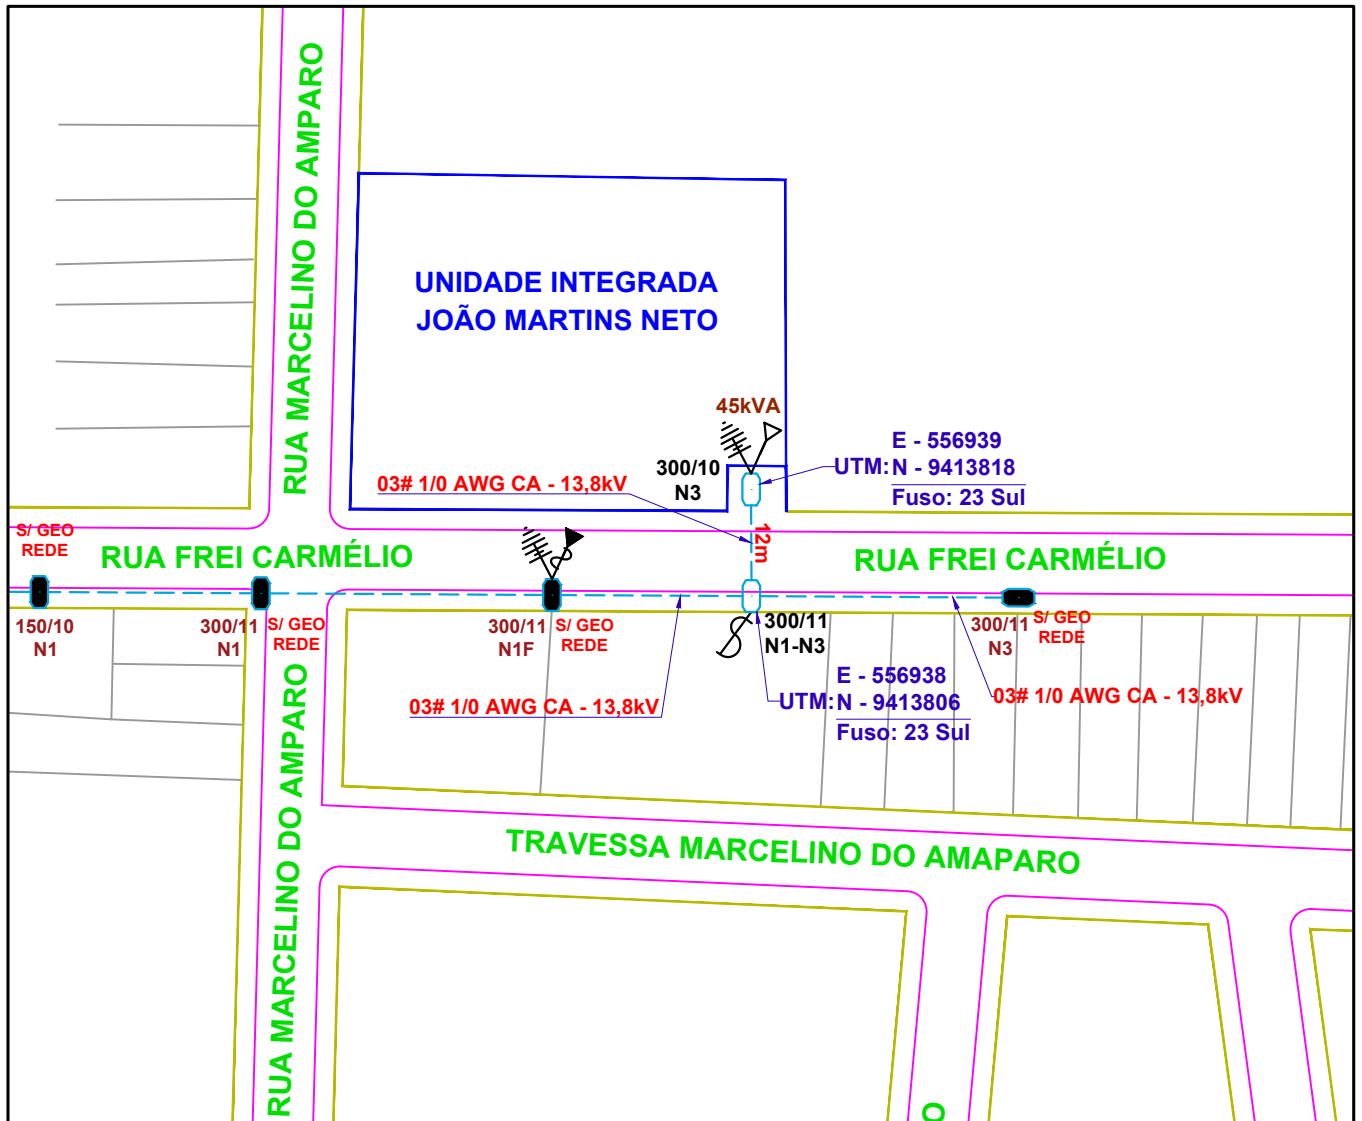 RUA MARCELINO DO AMPARO
UNIDADE INTEGRADA
JOÃO MARTINS NETO
45kVA
300/10
N3
E - 556939
UTM: N - 9413818
Fuso: 23 Sul
03# 1/0 AWG CA - 13,8kV
12m
S/ GEO
REDE
RUA FREI CARMÉLIO
RUA FREI CARMÉLIO
150/10
N1
300/11
N1
S/ GEO
REDE
300/11
N1F
S/ GEO
REDE
300/11
N1-N3
300/11
N3
S/ GEO
REDE
E - 556938
UTM: N - 9413806
Fuso: 23 Sul
03# 1/0 AWG CA - 13,8kV
03# 1/0 AWG CA - 13,8kV
RUA MARCELINO DO AMPARO
TRAVESSA MARCELINO DO AMAPARO
O